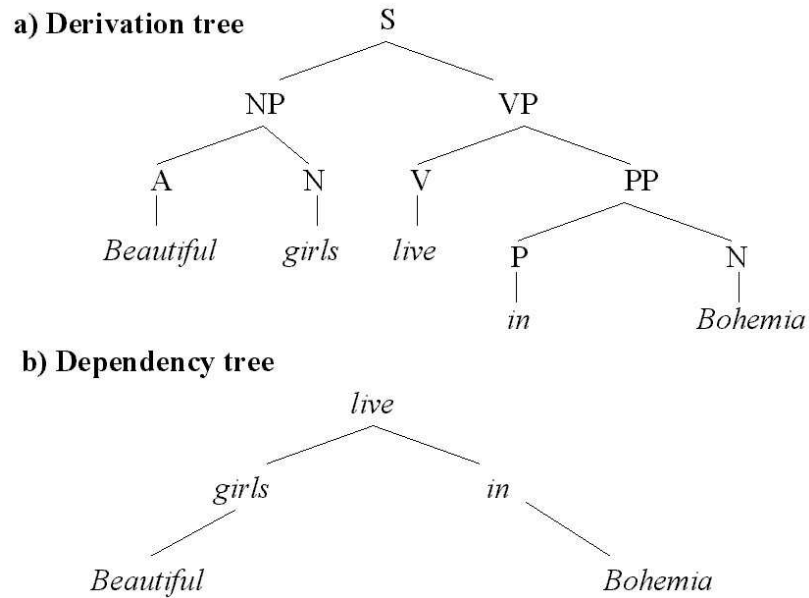 a) Derivation tree
S
NP VP
A N V PP
Beautiful girls live P N
in Bohemia
b) Dependency tree
live
girls in
Beautiful Bohemia